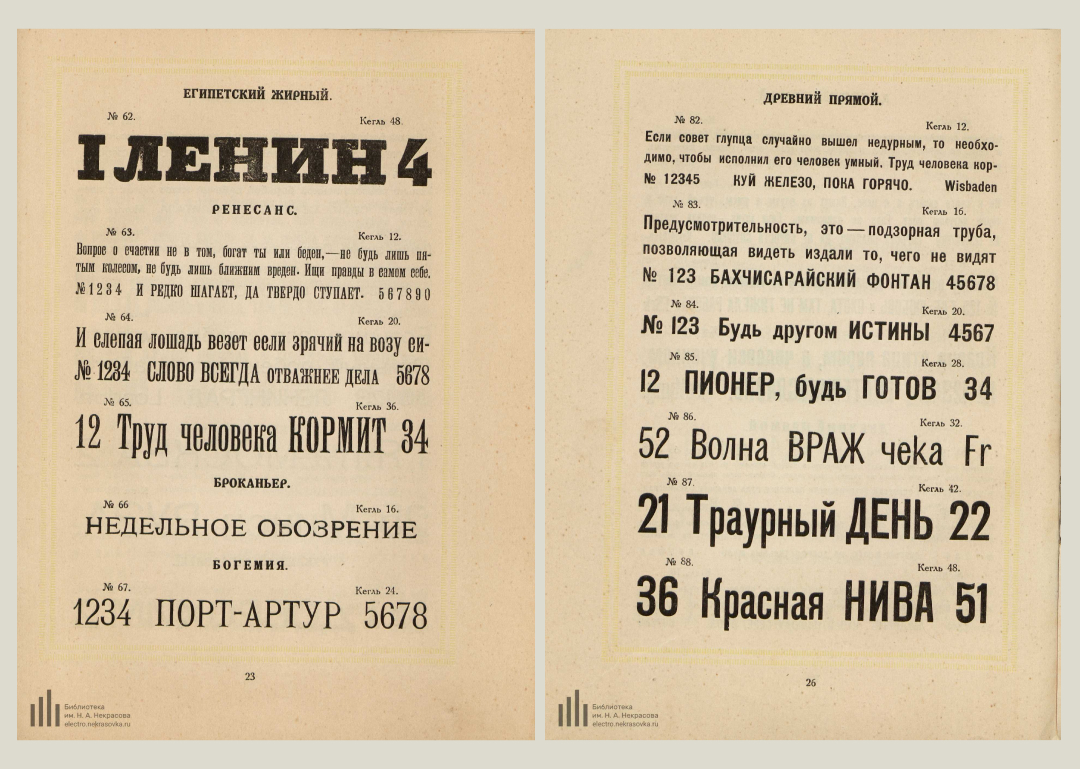 ЕГИПЕТСКИЙ ЖИРНЫЙ.
№ 62. Кегль 48.
I ЛЕНИН 4
РЕНЕСАНС.
№ 63. Кегль 12.
Вопрос о счастии не в том, богат ты или беден,—не будь лишь пя-
тым колесом, не будь лишь ближним вреден. Ищи правды в самом себе.
№ 1234 И РЕДКО ШАГАЕТ, ДА ТВЕРДО СТУПАЕТ. 567890
№ 64. Кегль 20.
И слепая лошадь везет если зрячий на возу си-
№ 1234 СЛОВО ВСЕГДА ОТВАЖНЕЕ ДЕЛА 5678
№ 65. Кегль 36.
12 Труд человека КОРМИТ 34
БРОКАНЬЕР.
№ 66 Кегль 16.
НЕДЕЛЬНОЕ ОБОЗРЕНИЕ
БОГЕМИЯ.
№ 67. Кегль 24.
1234 ПОРТ-АРТУР 5678
23
Библиотека
им. Н. А. Некрасова
electro.nekrasovka.ru
ДРЕВНИЙ ПРЯМОЙ.
№ 82. Кегль 12.
Если совет глупца случайно вышел недурным, то необхо-
димо, чтобы исполнил его человек умный. Труд человека кор-
№ 12345 КУЙ ЖЕЛЕЗО, ПОКА ГОРЯЧО. Wisbaden
№ 83. Кегль 16.
Предусмотрительность, это — подзорная труба,
позволяющая видеть издали то, чего не видят
№ 123 БАХЧИСАРАЙСКИЙ ФОНТАН 45678
№ 84. Кегль 20.
№ 123 Будь другом ИСТИНЫ 4567
№ 85. Кегль 28.
12 ПИОНЕР, будь ГОТОВ 34
№ 86. Кегль 32.
52 Волна ВРАЖ чека Fr
№ 87. Кегль 42.
21 Траурный ДЕНЬ 22
№ 88. Кегль 48.
36 Красная НИВА 51
26
Библиотека
им. Н. А. Некрасова
electro.nekrasovka.ru